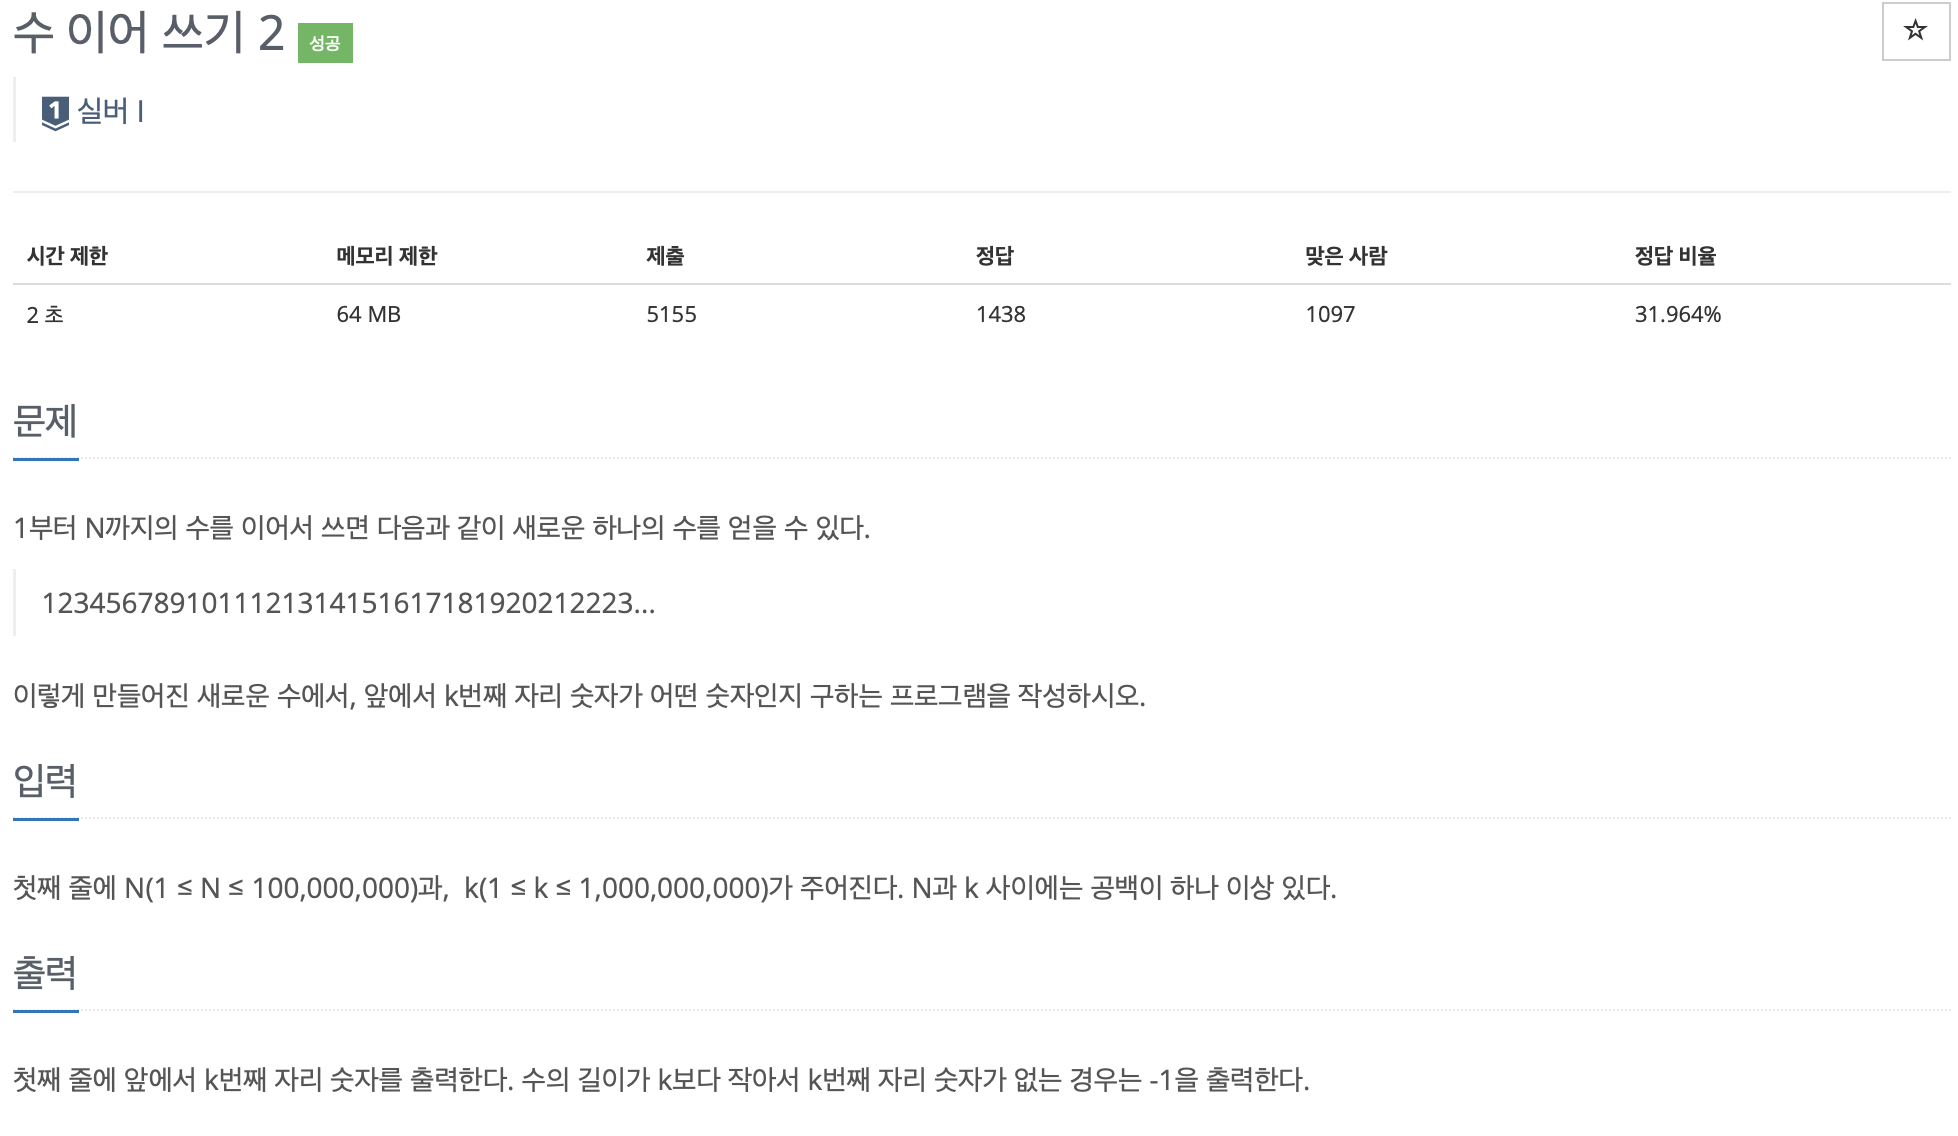 수 이어 쓰기 2 성공
☆
1 실버 I
시간 제한 메모리 제한 제출 정답 맞은 사람 정답 비율
2 초 64 MB 5155 1438 1097 31.964%
문제
1부터 N까지의 수를 이어서 쓰면 다음과 같이 새로운 하나의 수를 얻을 수 있다.
1234567891011121314151617181920212223...
이렇게 만들어진 새로운 수에서, 앞에서 k번째 자리 숫자가 어떤 숫자인지 구하는 프로그램을 작성하시오.
입력
첫째 줄에 N(1 ≤ N ≤ 100,000,000)과,  k(1 ≤ k ≤ 1,000,000,000)가 주어진다. N과 k 사이에는 공백이 하나 이상 있다.
출력
첫째 줄에 앞에서 k번째 자리 숫자를 출력한다. 수의 길이가 k보다 작아서 k번째 자리 숫자가 없는 경우는 -1을 출력한다.